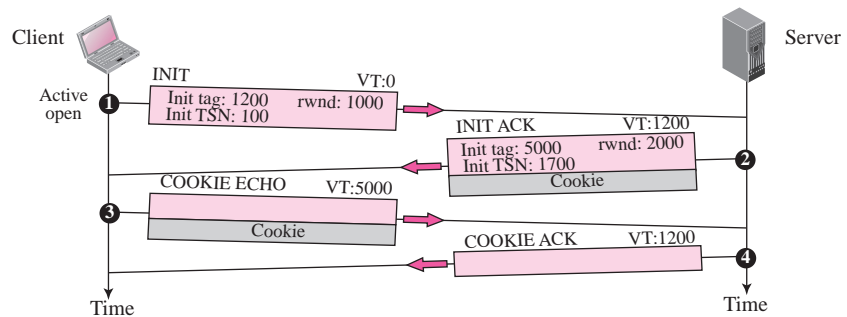 Client
Server
INIT
VT:0
Active
open
1
Init tag: 1200
rwnd: 1000
Init TSN: 100
INIT ACK
VT:1200
Init tag: 5000
rwnd: 2000
2
Init TSN: 1700
Cookie
COOKIE ECHO
VT:5000
3
Cookie
COOKIE ACK
VT:1200
4
Time
Time